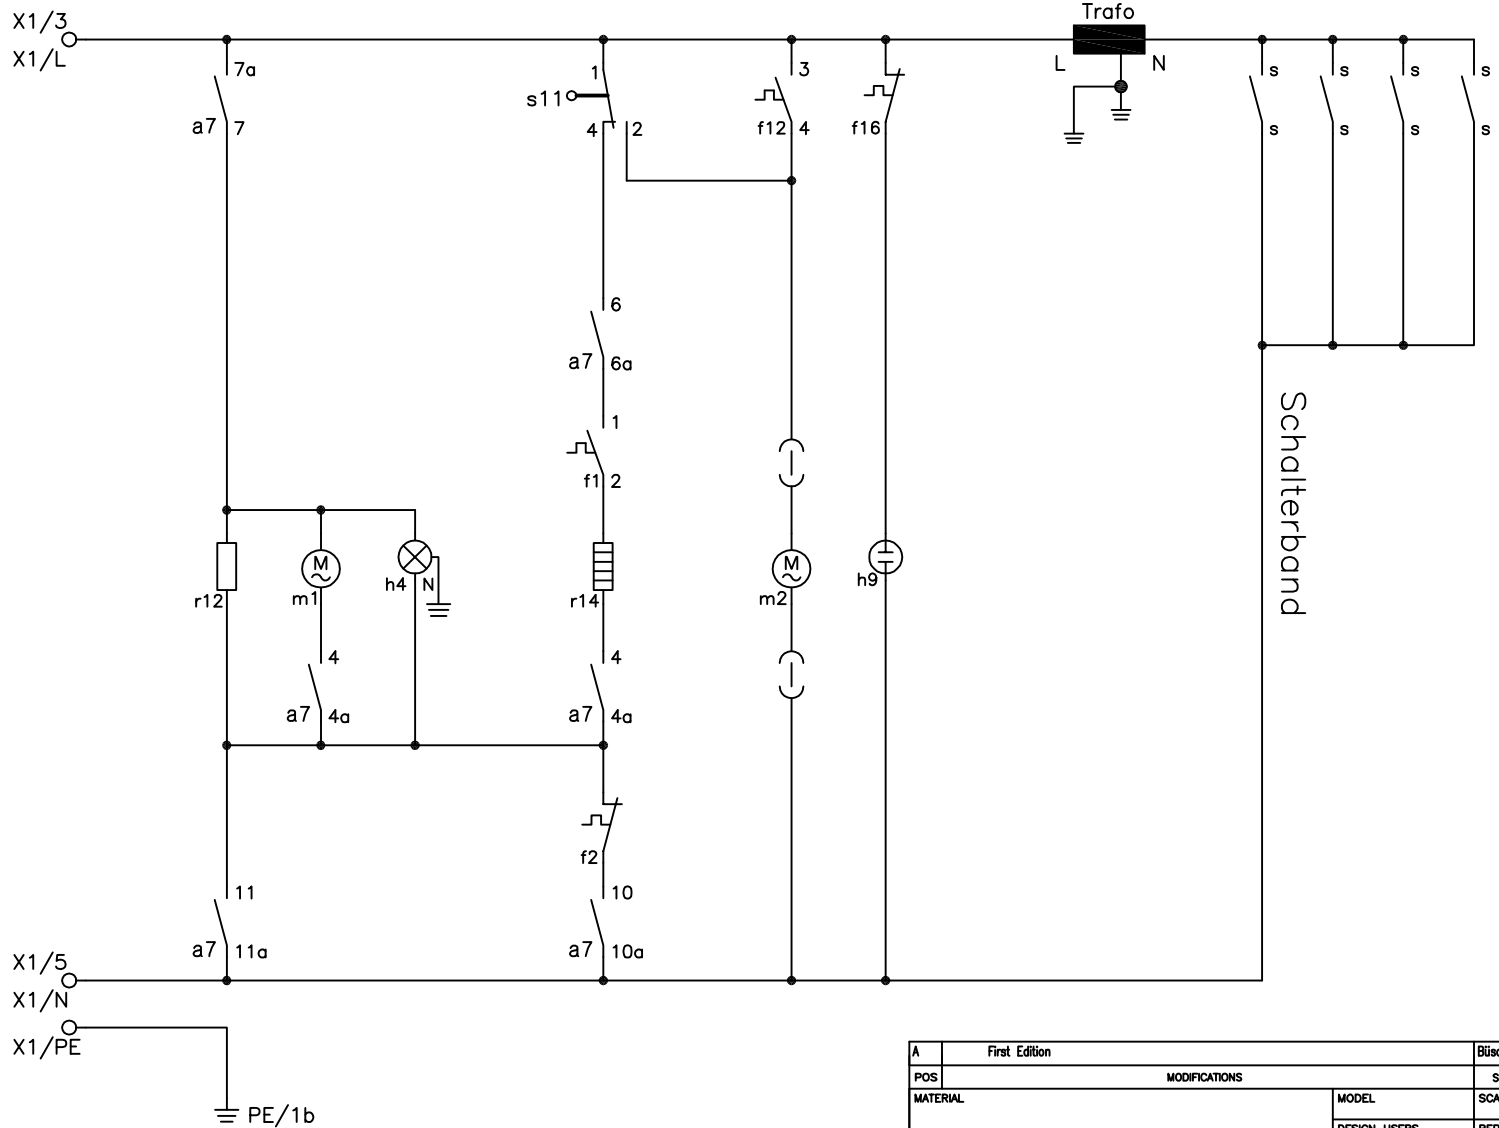 X1/3
X1/L
Trafo
L
N
7a
a7 7
1
s11
4 2
3
f12 4
f16
s
s
s
s
s
s
s
s
6
a7 6a
1
f1 2
Schalterband
r12
m1
M
h4 N
r14
M
m2
h9
4
a7 4a
4
a7 4a
f2
11
a7 11a
10
a7 10a
X1/5
X1/N
X1/PE
PE/1b
A First Edition
POS MODIFICATIONS
MATERIAL
MODEL